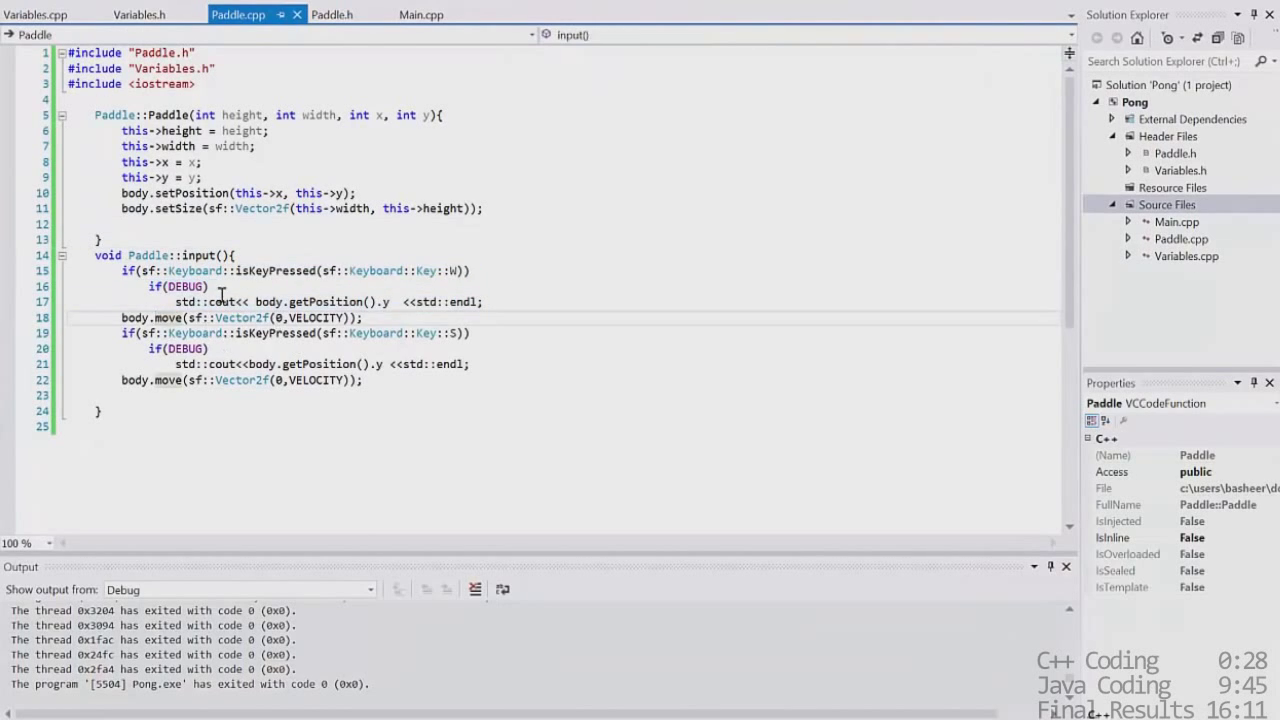 Variables.cpp Variables.h Paddle.cpp Paddle.h Main.cpp
Paddle input()
1 #include "Paddle.h"
2 #include "Variables.h"
3 #include <iostream>
4
5 Paddle::Paddle(int height, int width, int x, int y){
6 this->height = height;
7 this->width = width;
8 this->x = x;
9 this->y = y;
10 body.setPosition(this->x, this->y);
11 body.setSize(sf::Vector2f(this->width, this->height));
12
13 }
14 void Paddle::input(){
15 if(sf::Keyboard::isKeyPressed(sf::Keyboard::Key::W))
16 if(DEBUG)
17 std::cout<< body.getPosition().y <<std::endl;
18 body.move(sf::Vector2f(0,VELOCITY));
19 if(sf::Keyboard::isKeyPressed(sf::Keyboard::Key::S))
20 if(DEBUG)
21 std::cout<<body.getPosition().y <<std::endl;
22 body.move(sf::Vector2f(0,VELOCITY));
23
24 }
25
100 %
Output
Show output from: Debug
The thread 0x3204 has exited with code 0 (0x0).
The thread 0x3094 has exited with code 0 (0x0).
The thread 0x1fac has exited with code 0 (0x0).
The thread 0x24fc has exited with code 0 (0x0).
The thread 0x2fa4 has exited with code 0 (0x0).
The program '[5504] Pong.exe' has exited with code 0 (0x0).
Solution Explorer
Search Solution Explorer (Ctrl+;)
Solution 'Pong' (1 project)
Pong
External Dependencies
Header Files
Paddle.h
Variables.h
Resource Files
Source Files
Main.cpp
Paddle.cpp
Variables.cpp
Properties
Paddle VCCodeFunction
C++
(Name) Paddle
Access public
File c:\users\basheer\do
FullName Paddle::Paddle
IsInjected False
IsInline False
IsOverloaded False
IsSealed False
IsTemplate False
C++ Coding 0:28
Java Coding 9:45
Final Results 16:11
C++